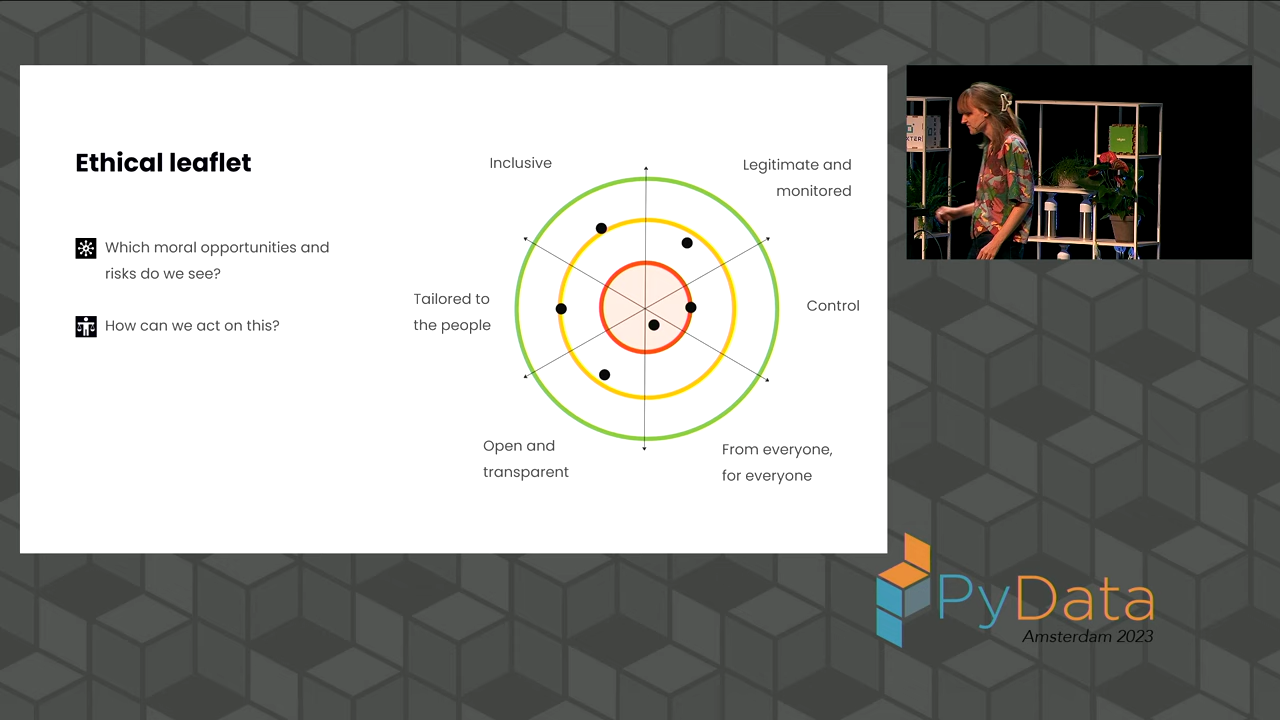 Ethical leaflet
Which moral opportunities and
risks do we see?
How can we act on this?
Inclusive
Legitimate and
monitored
Tailored to
the people
Control
Open and
transparent
From everyone,
for everyone
PyData
Amsterdam 2023